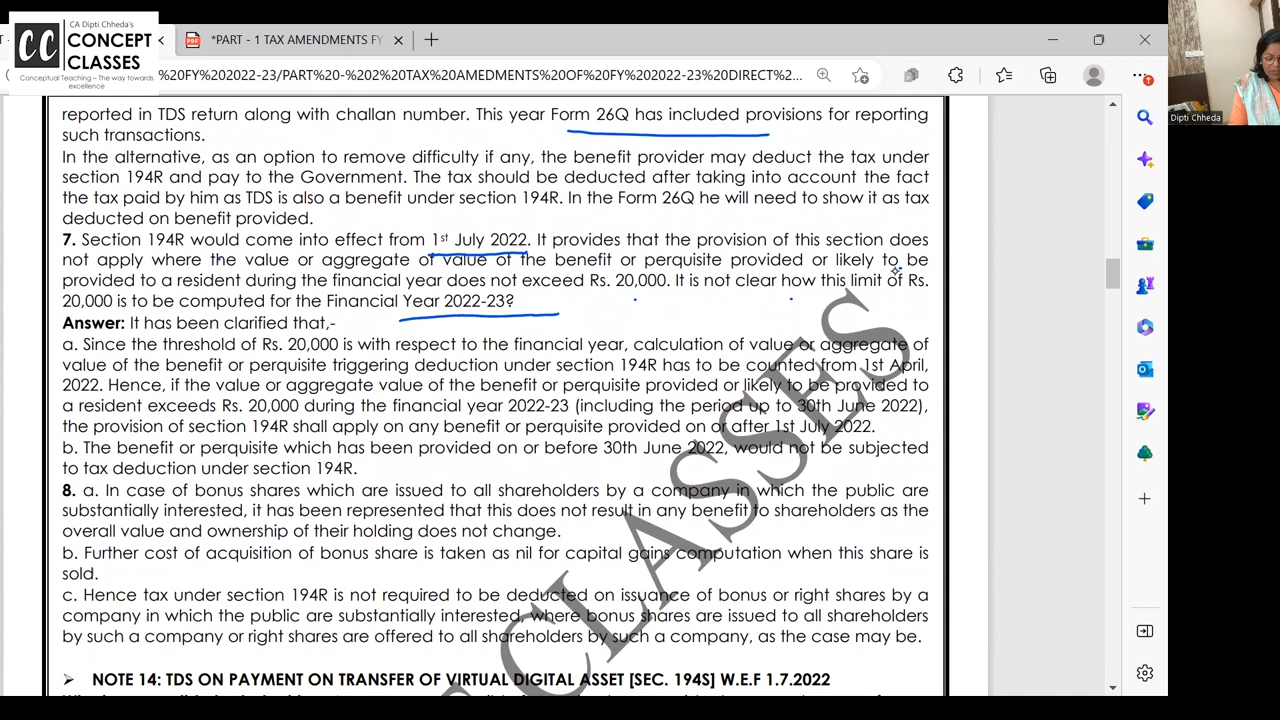 CA Dipti Chheda's
CC CONCEPT
CLASSES
Conceptual Teaching – The way towards
excellence
*PART - 1 TAX AMENDMENTS FY
%20FY%202022-23/PART%20-%202%20TAX%20AMEDMENTS%20OF%20FY%202022-23%20DIRECT%2...
Dipti Chheda
reported in TDS return along with challan number. This year Form 26Q has included provisions for reporting
such transactions.
In the alternative, as an option to remove difficulty if any, the benefit provider may deduct the tax under
section 194R and pay to the Government. The tax should be deducted after taking into account the fact
the tax paid by him as TDS is also a benefit under section 194R. In the Form 26Q he will need to show it as tax
deducted on benefit provided.
7. Section 194R would come into effect from 1st July 2022. It provides that the provision of this section does
not apply where the value or aggregate of value of the benefit or perquisite provided or likely to be
provided to a resident during the financial year does not exceed Rs. 20,000. It is not clear how this limit of Rs.
20,000 is to be computed for the Financial Year 2022-23?
Answer: It has been clarified that,-
a. Since the threshold of Rs. 20,000 is with respect to the financial year, calculation of value or aggregate of
value of the benefit or perquisite triggering deduction under section 194R has to be counted from 1st April,
2022. Hence, if the value or aggregate value of the benefit or perquisite provided or likely to be provided to
a resident exceeds Rs. 20,000 during the financial year 2022-23 (including the period up to 30th June 2022),
the provision of section 194R shall apply on any benefit or perquisite provided on or after 1st July 2022.
b. The benefit or perquisite which has been provided on or before 30th June 2022, would not be subjected
to tax deduction under section 194R.
8. a. In case of bonus shares which are issued to all shareholders by a company in which the public are
substantially interested, it has been represented that this does not result in any benefit to shareholders as the
overall value and ownership of their holding does not change.
b. Further cost of acquisition of bonus share is taken as nil for capital gains computation when this share is
sold.
c. Hence tax under section 194R is not required to be deducted on issuance of bonus or right shares by a
company in which the public are substantially interested, where bonus shares are issued to all shareholders
by such a company or right shares are offered to all shareholders by such a company, as the case may be.
CLASSES
NOTE 14: TDS ON PAYMENT ON TRANSFER OF VIRTUAL DIGITAL ASSET [SEC. 194S] W.E.F 1.7.2022